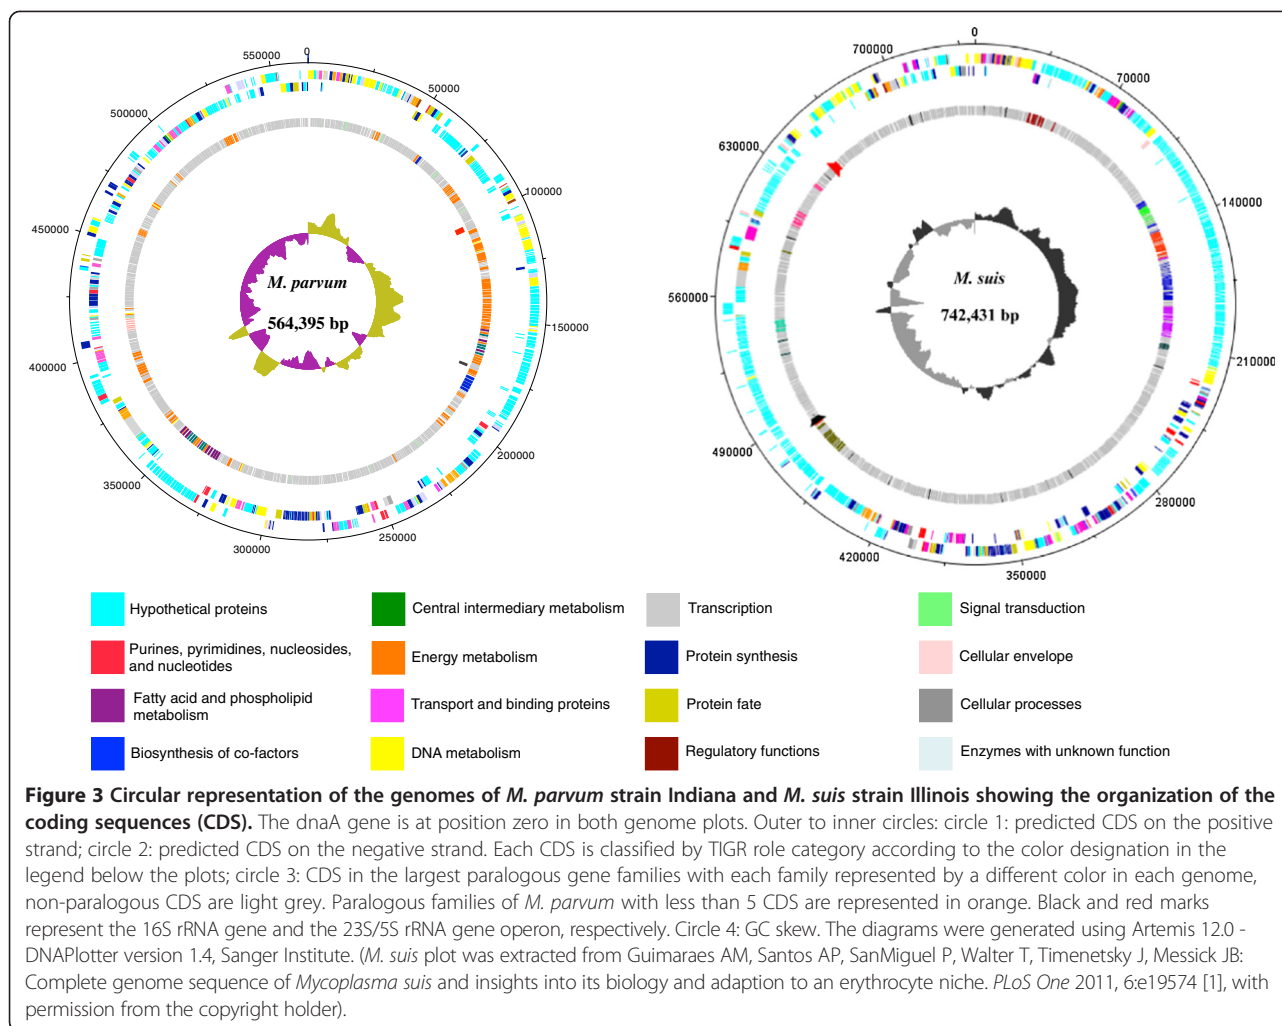 0
50000
100000
150000
200000
250000
300000
350000
400000
450000
500000
550000
M. parvum
564,395 bp
0
70000
140000
210000
280000
350000
420000
490000
560000
630000
700000
M. suis
742,431 bp
Hypothetical proteins
Purines, pyrimidines, nucleosides,
and nucleotides
Fatty acid and phospholipid
metabolism
Biosynthesis of co-factors
Central intermediary metabolism
Energy metabolism
Transport and binding proteins
DNA metabolism
Transcription
Protein synthesis
Protein fate
Regulatory functions
Signal transduction
Cellular envelope
Cellular processes
Enzymes with unknown function
Figure 3 Circular representation of the genomes of M. parvum strain Indiana and M. suis strain Illinois showing the organization of the
coding sequences (CDS). The dnaA gene is at position zero in both genome plots. Outer to inner circles: circle 1: predicted CDS on the positive
strand; circle 2: predicted CDS on the negative strand. Each CDS is classified by TIGR role category according to the color designation in the
legend below the plots; circle 3: CDS in the largest paralogous gene families with each family represented by a different color in each genome,
non-paralogous CDS are light grey. Paralogous families of M. parvum with less than 5 CDS are represented in orange. Black and red marks
represent the 16S rRNA gene and the 23S/5S rRNA gene operon, respectively. Circle 4: GC skew. The diagrams were generated using Artemis 12.0 -
DNAPlotter version 1.4, Sanger Institute. (M. suis plot was extracted from Guimaraes AM, Santos AP, SanMiguel P, Walter T, Timenetsky J, Messick JB:
Complete genome sequence of Mycoplasma suis and insights into its biology and adaption to an erythrocyte niche. PLoS One 2011, 6:e19574 [1], with
permission from the copyright holder).